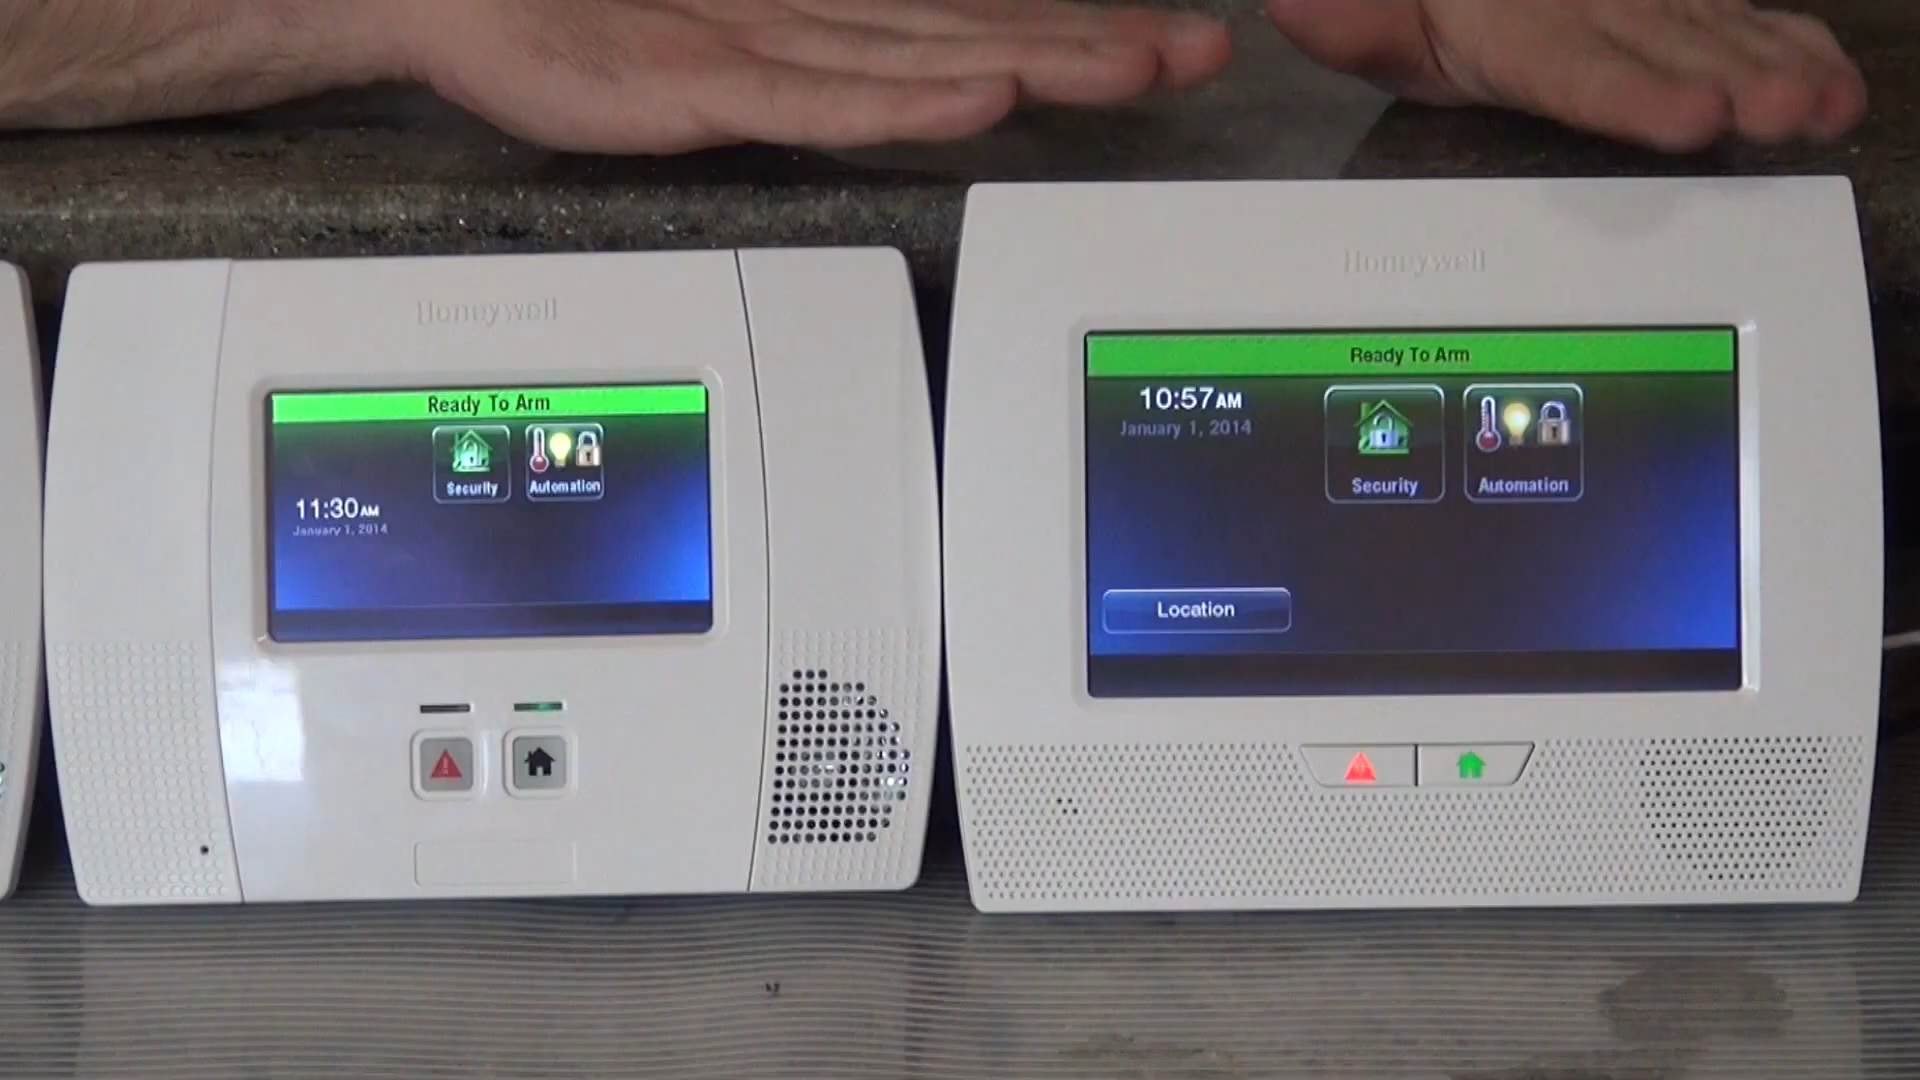 Honeywell
Ready To Arm
Security
Automation
11:30AM
January 1, 2014
Honeywell
Ready To Arm
10:57AM
January 1, 2014
Security
Automation
Location